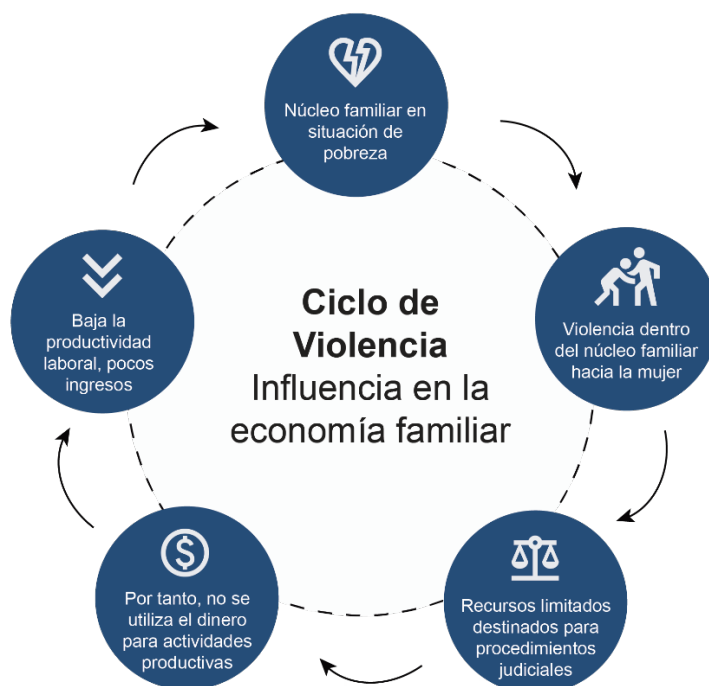 Núcleo familiar en
situación de
pobreza
Violencia dentro
del núcleo familiar
hacia la mujer
Recursos limitados
destinados para
procedimientos
judiciales
Por tanto, no se
utiliza el dinero
para actividades
productivas
Baja la
productividad
laboral, pocos
ingresos
Ciclo de
Violencia
Influencia en la
economía familiar